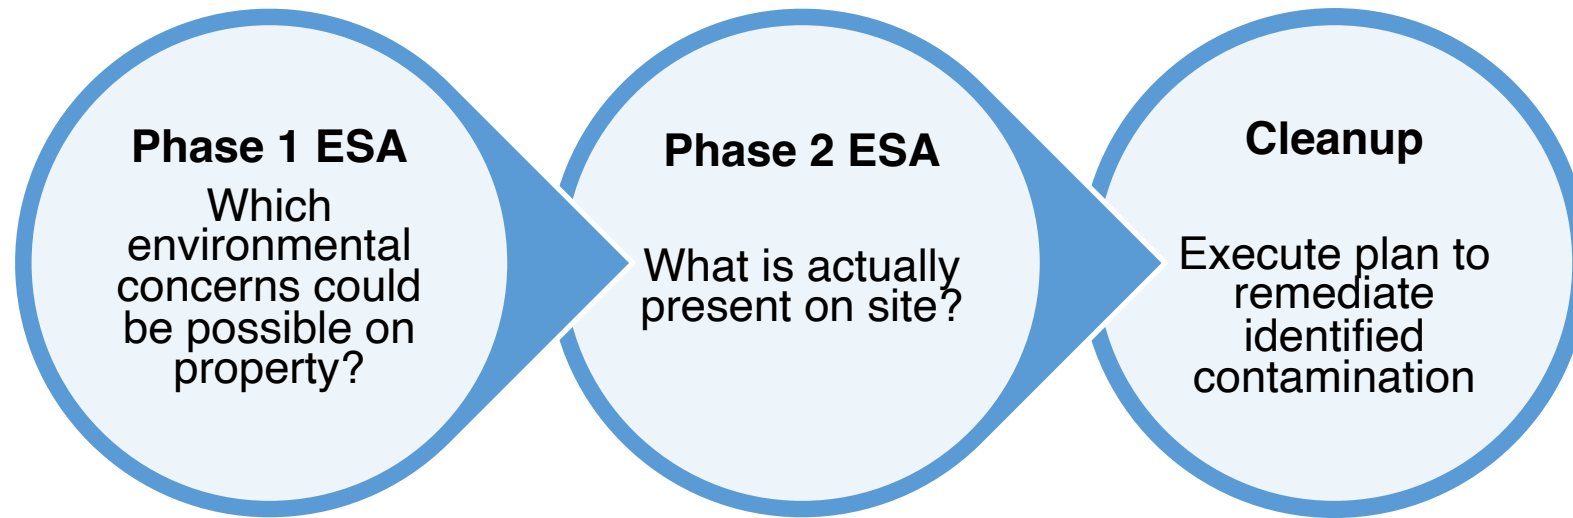 Phase 1 ESA
Which
environmental
concerns could
be possible on
property?
Phase 2 ESA
What is actually
present on site?
Cleanup
Execute plan to
remediate
identified
contamination